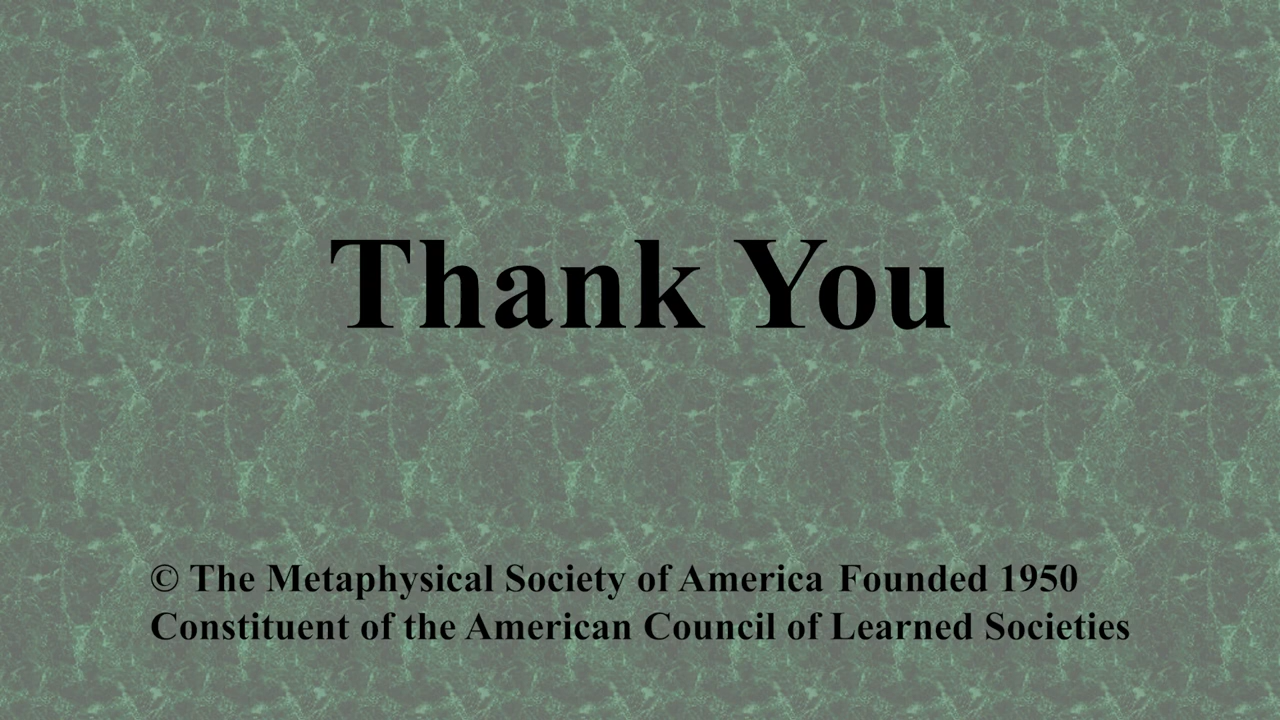 Thank You
© The Metaphysical Society of America Founded 1950
Constituent of the American Council of Learned Societies